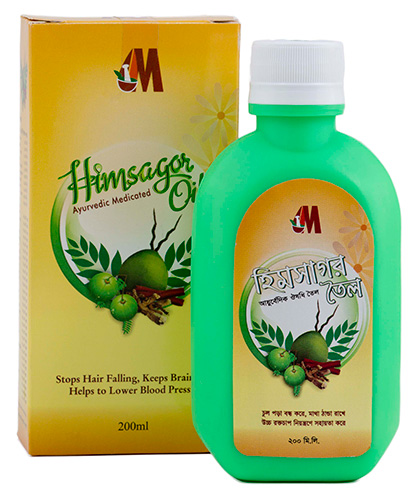 M
Himsagor
Oil
Ayurvedic Medicated
Stops Hair Falling, Keeps Brain
Helps to Lower Blood Press
200ml
M
হিমসাগর
তৈল
আয়ুর্বেদিক ঔষধি তৈল
চুল পড়া বন্ধ করে, মাথা ঠান্ডা রাখে
উচ্চ রক্তচাপ নিয়ন্ত্রণে সহায়তা করে
২০০ মি.লি.